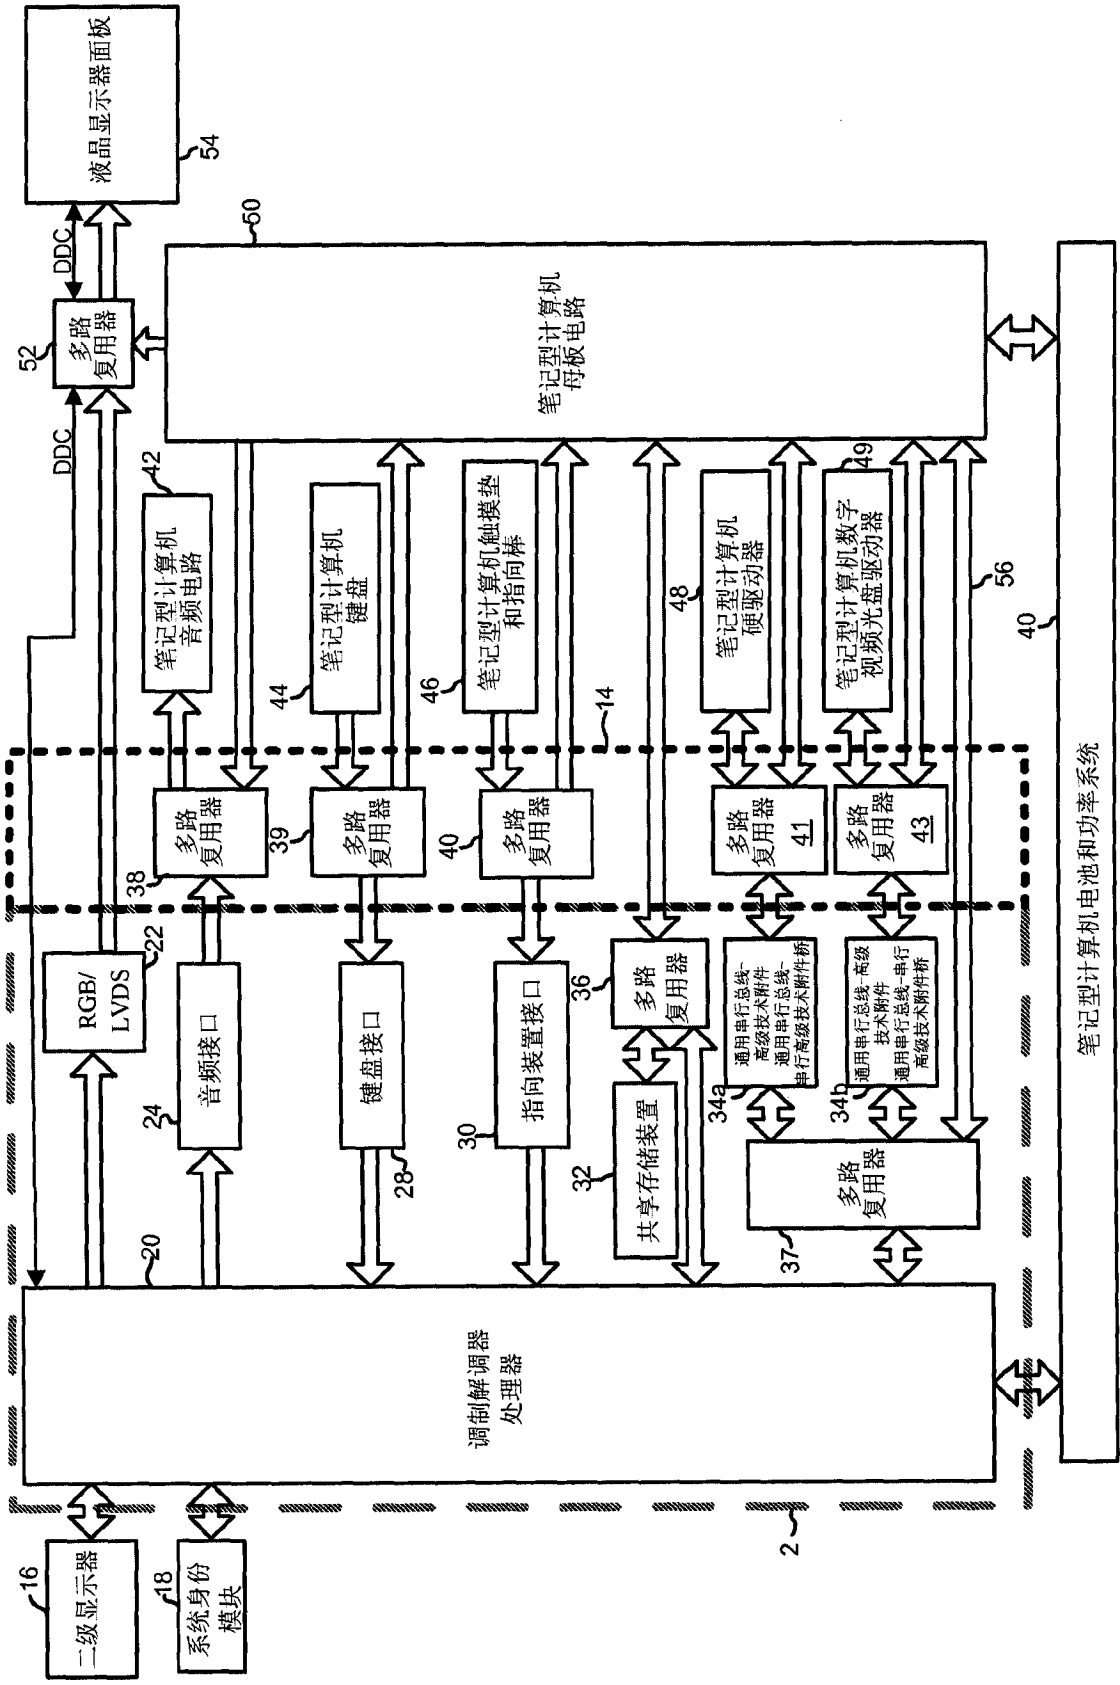 16
二级显示器
18
系统身份
模块
2
20
调制解调器
处理器
RGB/
LVDS
22
24
音频接口
键盘接口
28
30
指向装置接口
32
共享存储装置
36
多路
复用器
34a
通用串行总线-
高级技术附件
通用串行总线-
串行高级技术附件桥
34b
通用串行总线-高级
技术附件
通用串行总线-串行
高级技术附件桥
37
多路
复用器
38
多路
复用器
39
多路
复用器
40
多路
复用器
多路
复用器
41
多路
复用器
43
14
42
笔记型计算机
音频电路
44
笔记型计算机
键盘
46
笔记型计算机触摸垫
和指向棒
48
笔记型计算机
硬驱动器
49
笔记型计算机数字
视频光盘驱动器
56
DDC
52
多路
复用器
DDC
液晶显示器面板
54
50
笔记型计算机
母板电路
40
笔记型计算机电池和功率系统